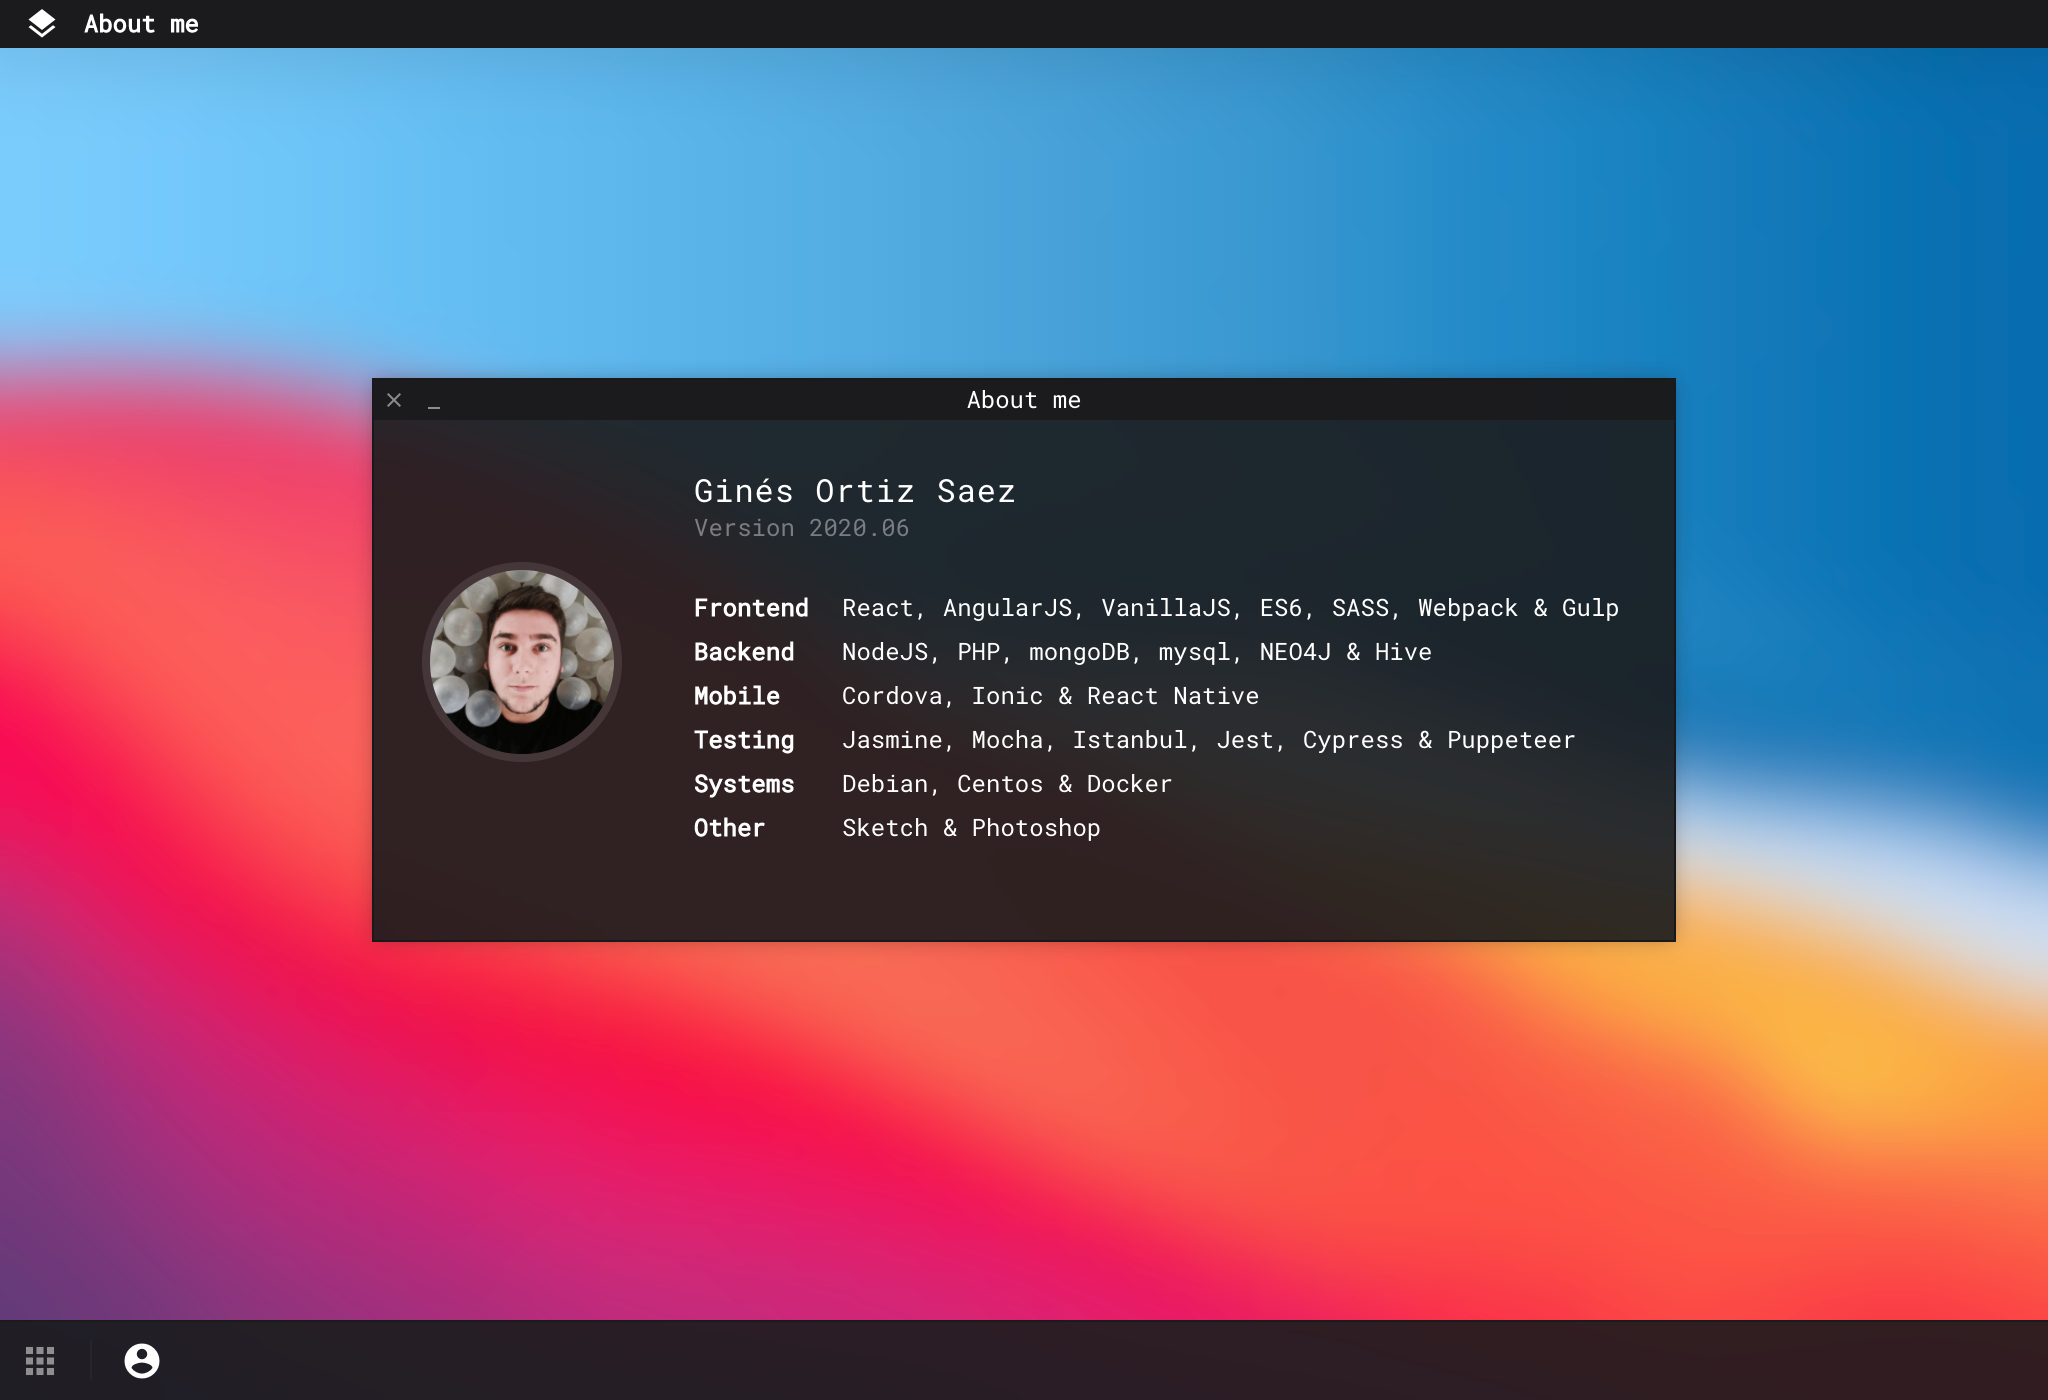 About me
About me
Ginés Ortiz Saez
Version 2020.06
Frontend React, AngularJS, VanillaJS, ES6, SASS, Webpack & Gulp
Backend NodeJS, PHP, mongoDB, mysql, NEO4J & Hive
Mobile Cordova, Ionic & React Native
Testing Jasmine, Mocha, Istanbul, Jest, Cypress & Puppeteer
Systems Debian, Centos & Docker
Other Sketch & Photoshop